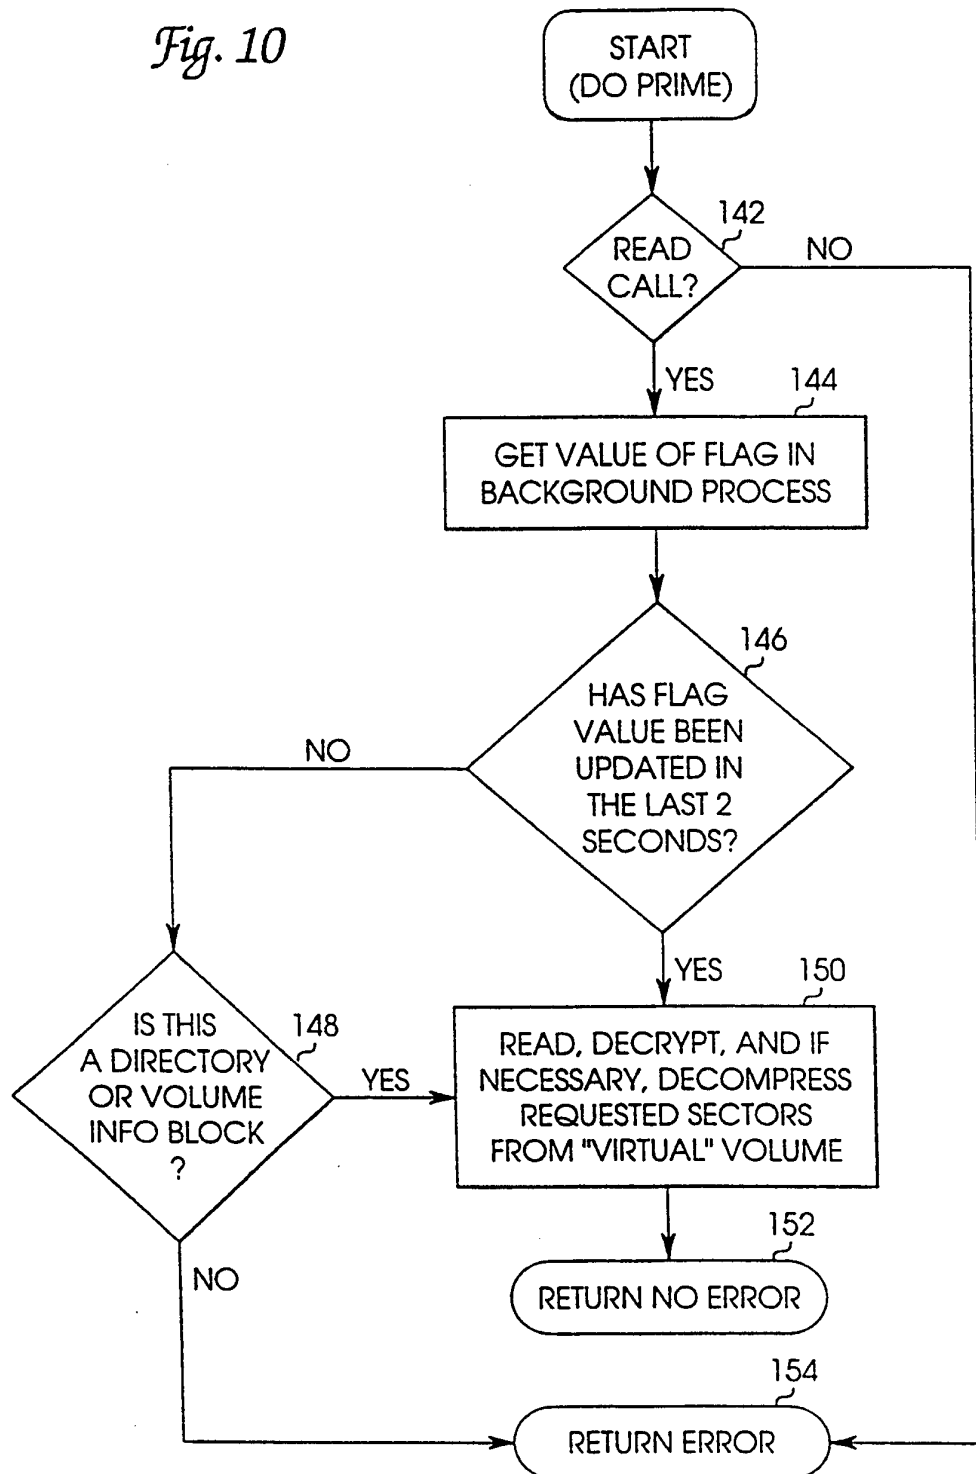 Fig. 10
START
(DO PRIME)
142
READ
CALL?
NO
YES
144
GET VALUE OF FLAG IN
BACKGROUND PROCESS
146
HAS FLAG
VALUE BEEN
UPDATED IN
THE LAST 2
SECONDS?
NO
YES
148
IS THIS
A DIRECTORY
OR VOLUME
INFO BLOCK
?
YES
NO
150
READ, DECRYPT, AND IF
NECESSARY, DECOMPRESS
REQUESTED SECTORS
FROM "VIRTUAL" VOLUME
152
RETURN NO ERROR
154
RETURN ERROR